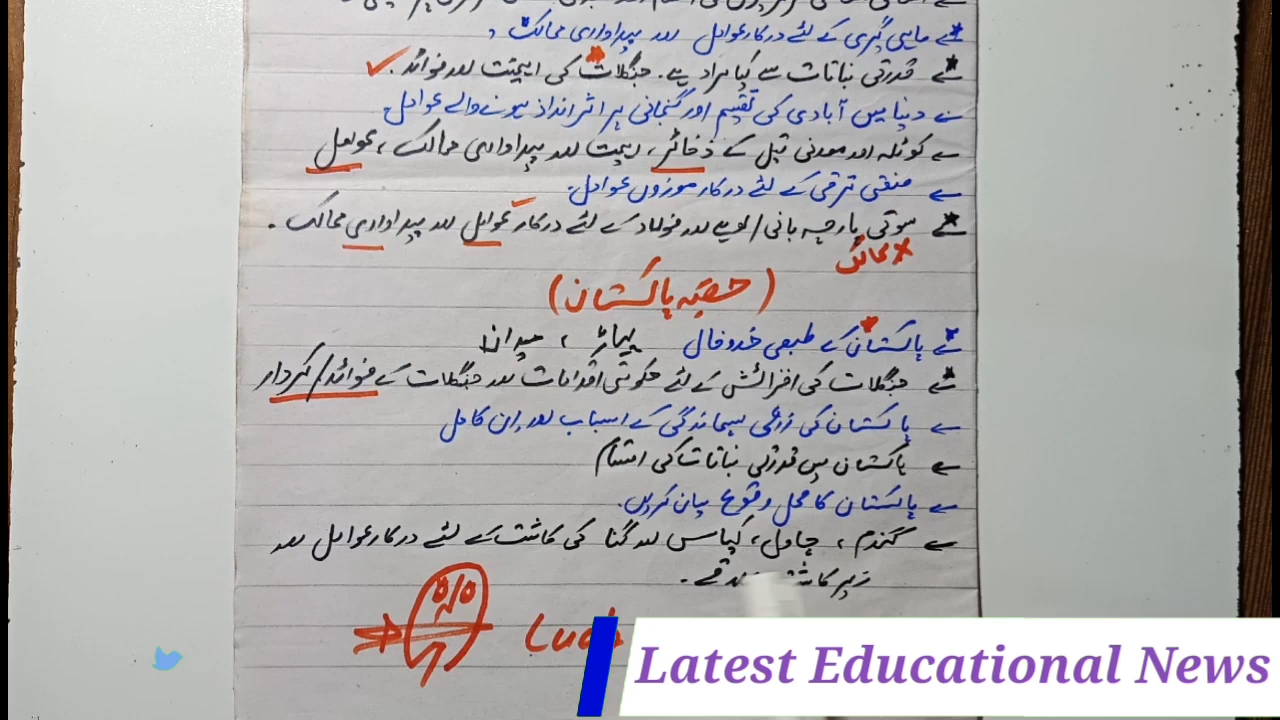 ماہی گیری کے لئے درکار عوامل اور پیداواری ممالک۔
قدرتی نباتات سے کیا مراد ہے۔ جنگلات کی اہمیت اور فوائد۔
دنیا میں آبادی کی تقسیم اور گنجانی پر اثر انداز ہونے والے عوامل۔
کوئلہ اور معدنی تیل کے ذخائر، اہمیت اور پیداواری ممالک، عوامل
صنعتی ترقی کے لئے درکار موزوں عوامل۔
سوتی پارچہ بافی / لوہے اور فولاد کے لئے درکار عوامل اور پیداواری ممالک۔
ممالک
(حصہ پاکستان)
پاکستان کے طبعی خدوخال پہاڑ، میدان
جنگلات کی افزائش کے لئے حکومتی اقدامات اور جنگلات کے فوائد/کردار
پاکستان کی زرعی پسماندگی کے اسباب اور ان کا حل
پاکستان میں قدرتی نباتات کی اقسام
پاکستان کا محل وقوع بیان کریں۔
گندم، چاول، کپاس اور گنا کی کاشت کے لئے درکار عوامل اور
زیر کاشت
Latest Educational News